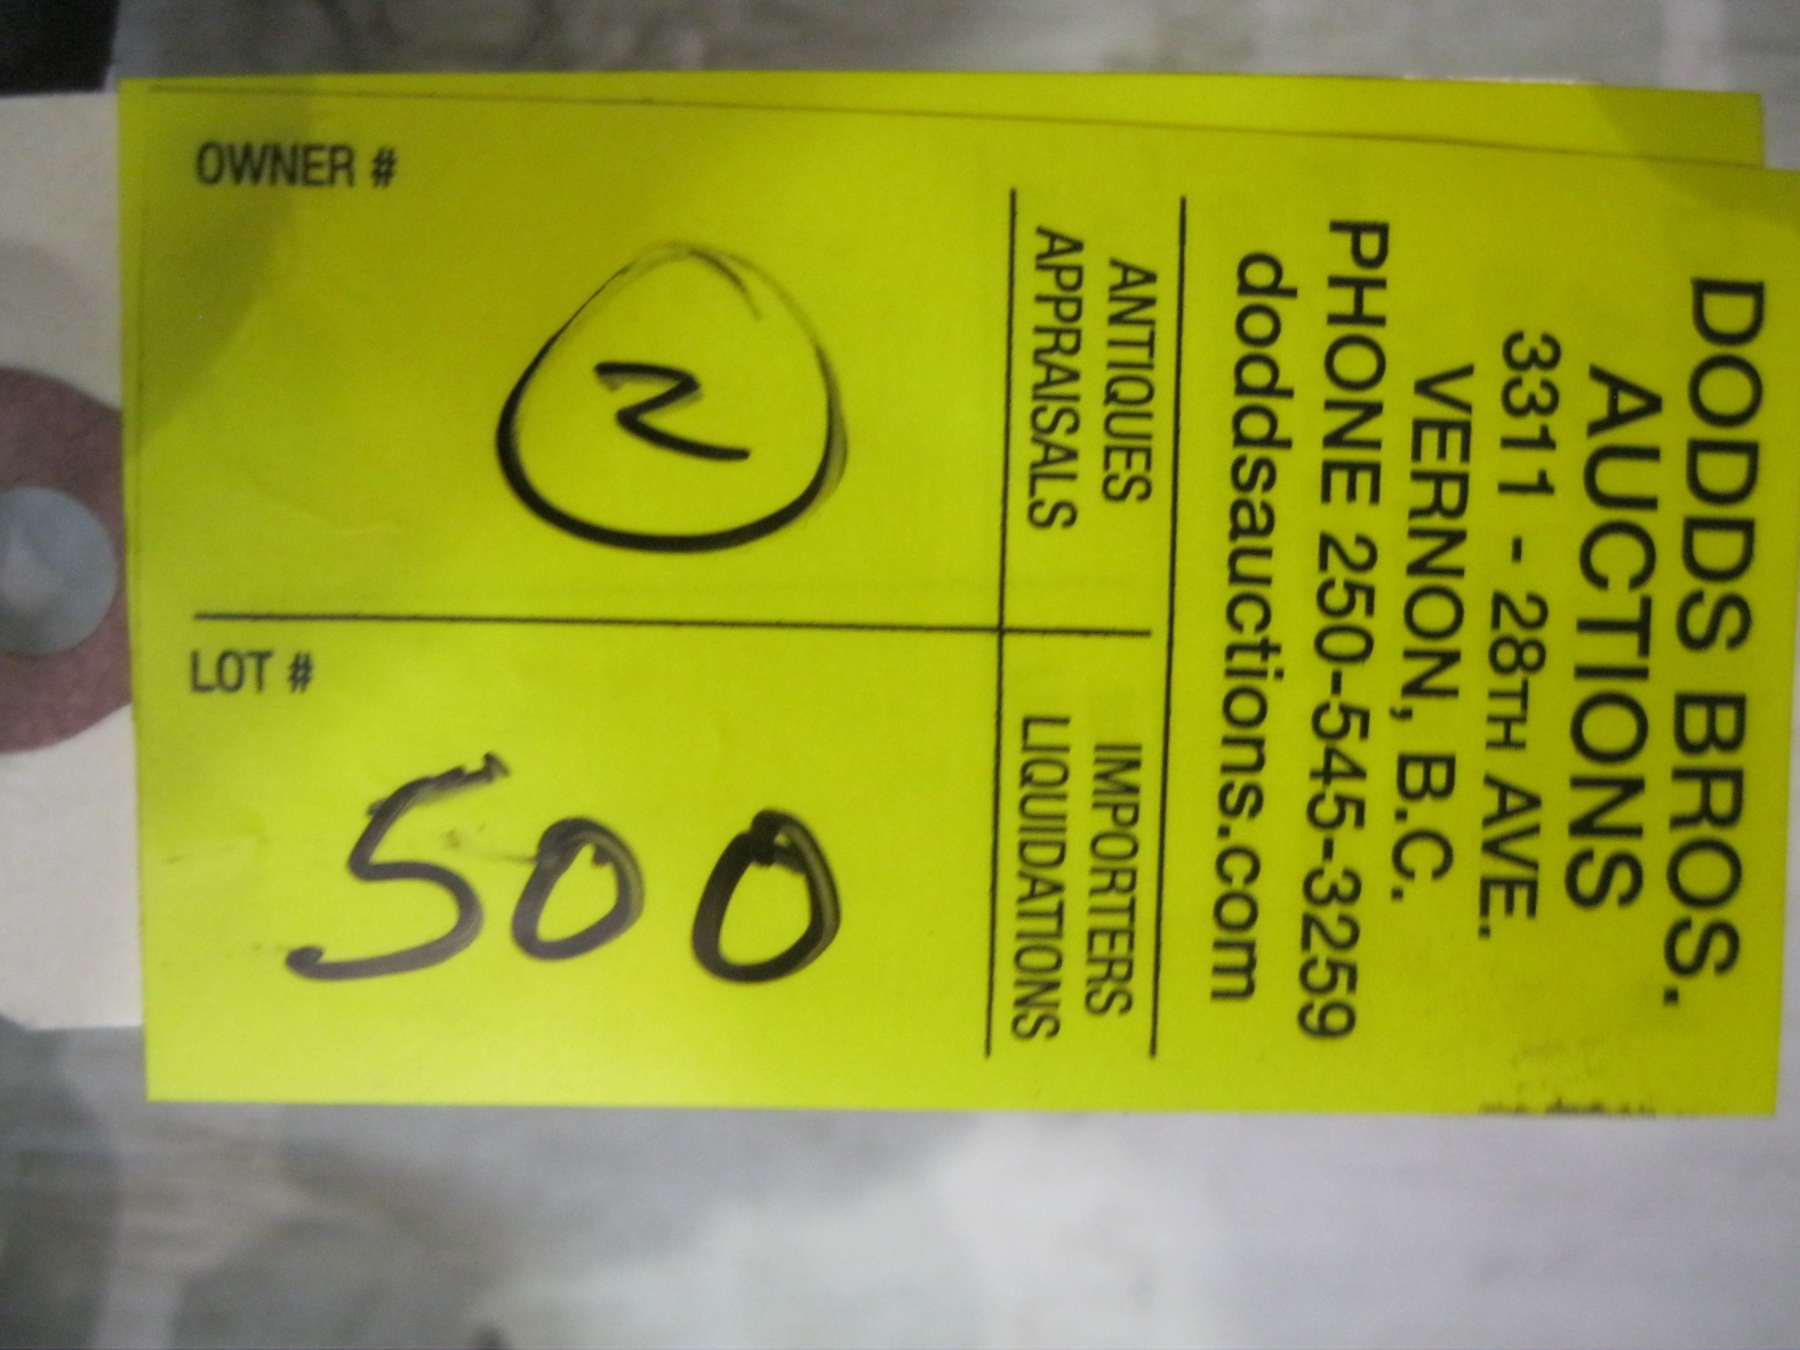 DODDS BROS.
AUCTIONS
3311 - 28TH AVE.
VERNON, B.C.
PHONE 250-545-3259
doddsauctions.com
ANTIQUES
APPRAISALS
IMPORTERS
LIQUIDATIONS
OWNER #
2
LOT #
500